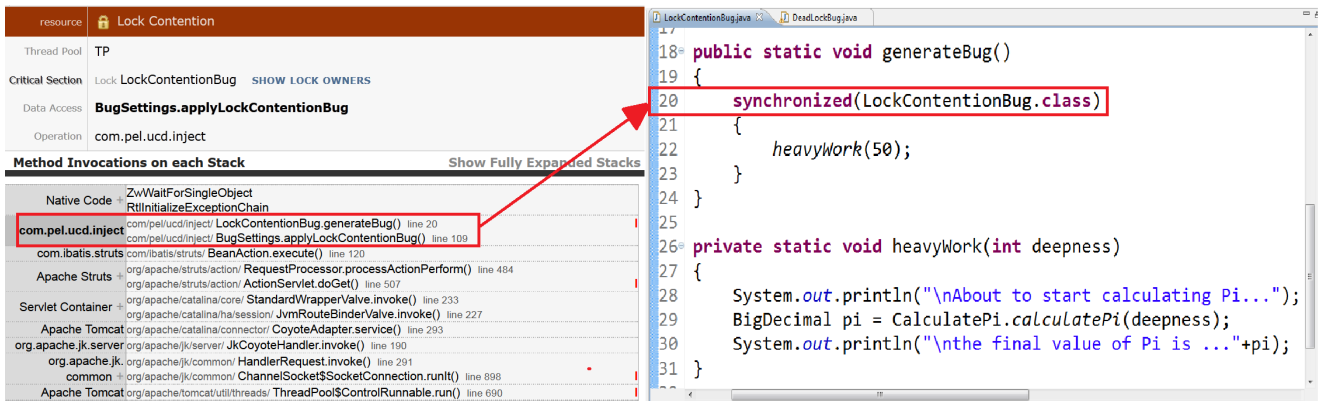 resource Lock Contention
Thread Pool TP
Critical Section Lock LockContentionBug SHOW LOCK OWNERS
Data Access BugSettings.applyLockContentionBug
Operation com.pel.ucd.inject
Method Invocations on each Stack Show Fully Expanded Stacks
Native Code + ZwWaitForSingleObject
RtlInitializeExceptionChain
com.pel.ucd.inject com/pel/ucd/inject/ LockContentionBug.generateBug() line 20
com/pel/ucd/inject/ BugSettings.applyLockContentionBug() line 109
com.ibatis.struts com/ibatis/struts/ BeanAction.execute() line 120
Apache Struts + org/apache/struts/action/ RequestProcessor.processActionPerform() line 484
org/apache/struts/action/ ActionServlet.doGet() line 507
Servlet Container + org/apache/catalina/core/ StandardWrapperValve.invoke() line 233
org/apache/catalina/ha/session/ JvmRouteBinderValve.invoke() line 227
Apache Tomcat org/apache/catalina/connector/ CoyoteAdapter.service() line 293
org.apache.jk.server org/apache/jk/server/ JkCoyoteHandler.invoke() line 190
org.apache.jk. org/apache/jk/common/ HandlerRequest.invoke() line 291
common + org/apache/jk/common/ ChannelSocket$SocketConnection.runIt() line 898
Apache Tomcat org/apache/tomcat/util/threads/ ThreadPool$ControlRunnable.run() line 690
LockContentionBug.java DeadLockBug.java
17
18 public static void generateBug()
19 {
20 synchronized(LockContentionBug.class)
21 {
22 heavyWork(50);
23 }
24 }
25
26 private static void heavyWork(int deepness)
27 {
28 System.out.println("\nAbout to start calculating Pi...");
29 BigDecimal pi = CalculatePi.calculatePi(deepness);
30 System.out.println("\nthe final value of Pi is ..."+pi);
31 }